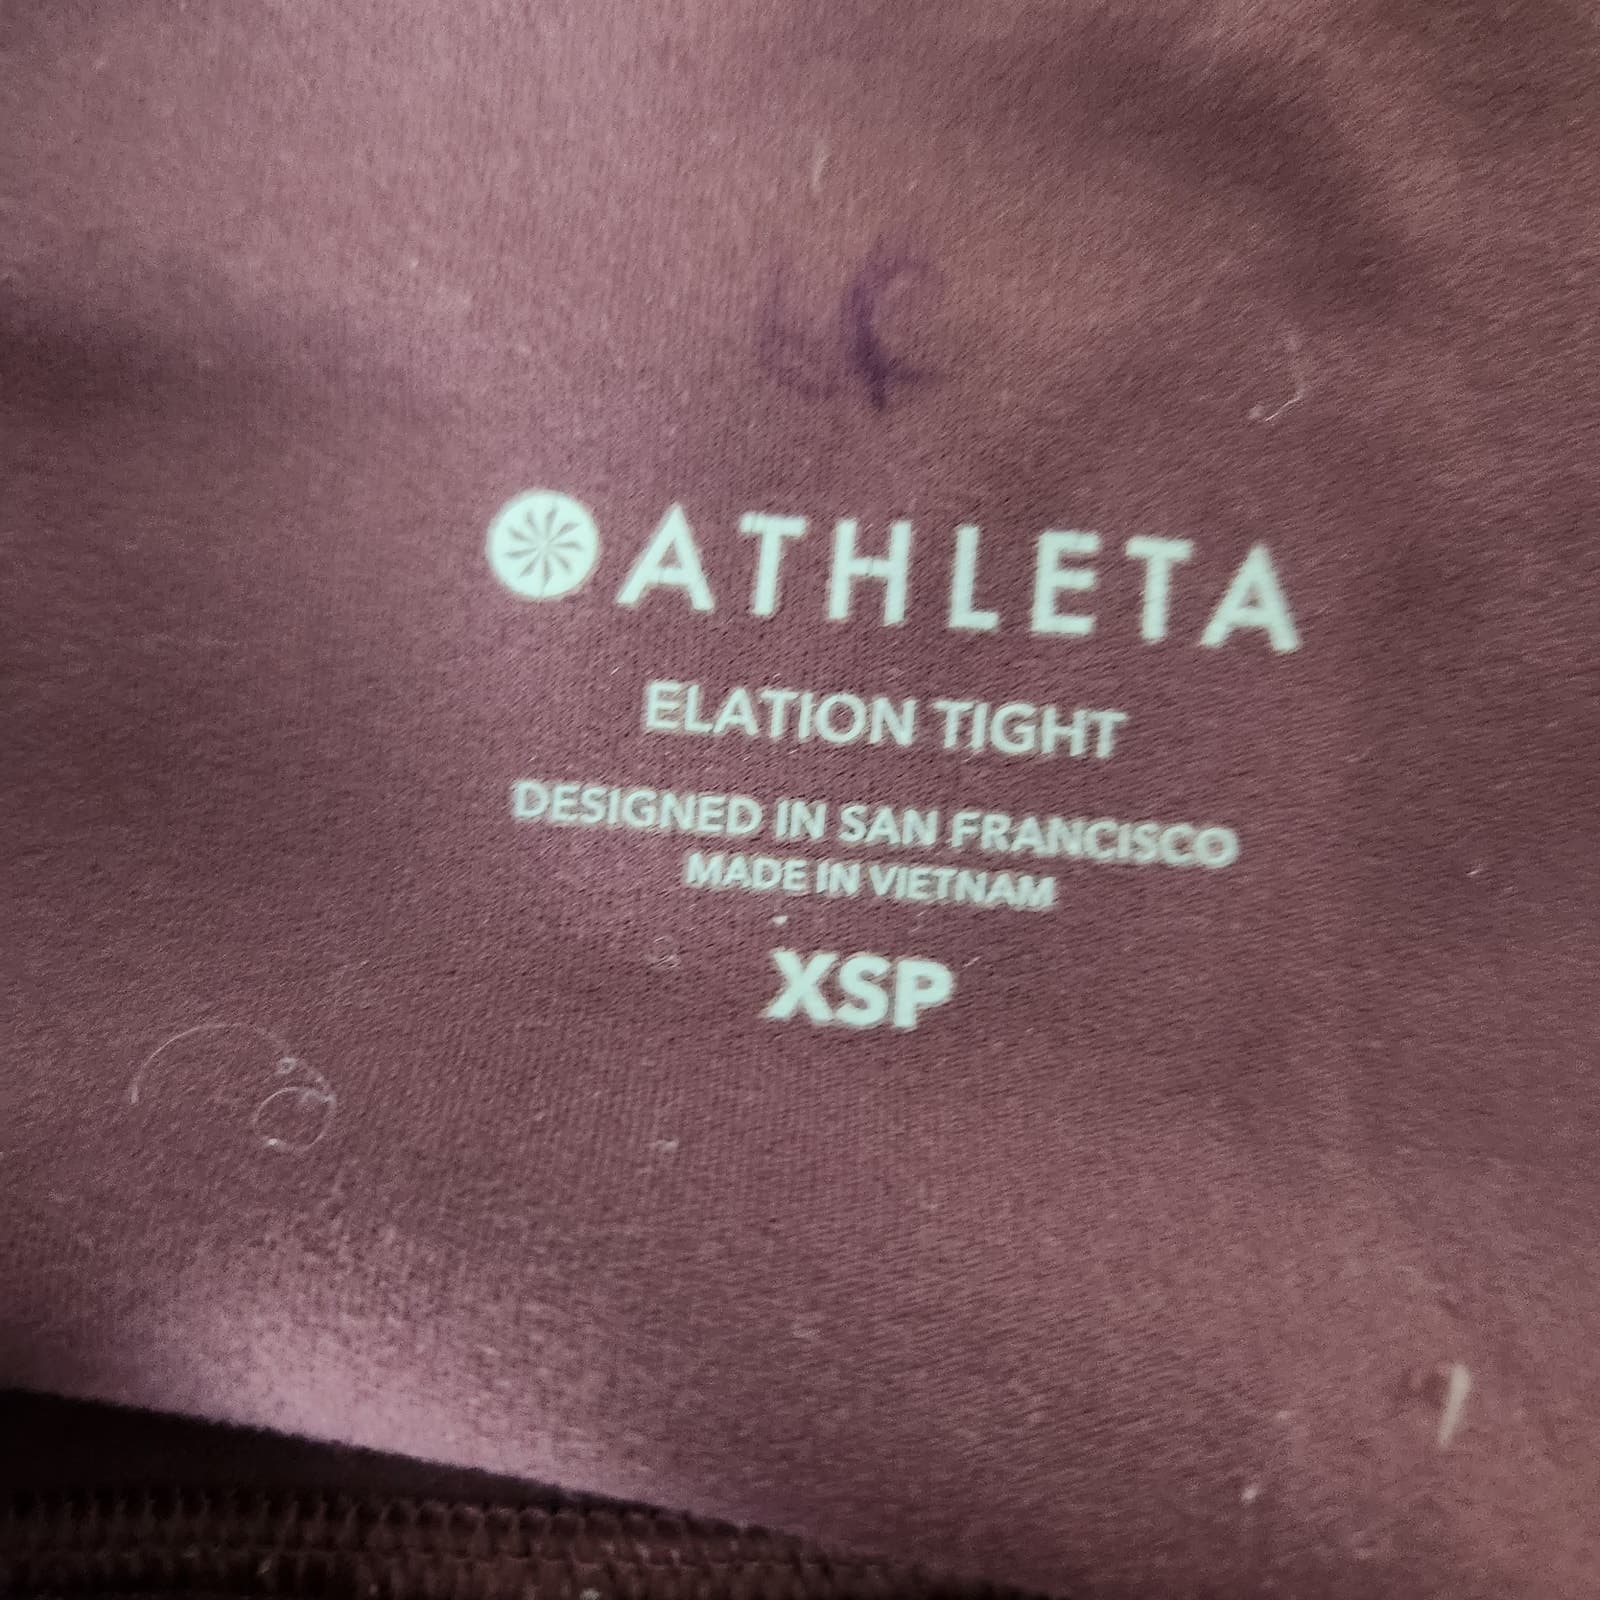 ATHLETA
ELATION TIGHT
DESIGNED IN SAN FRANCISCO
MADE IN VIETNAM
XSP